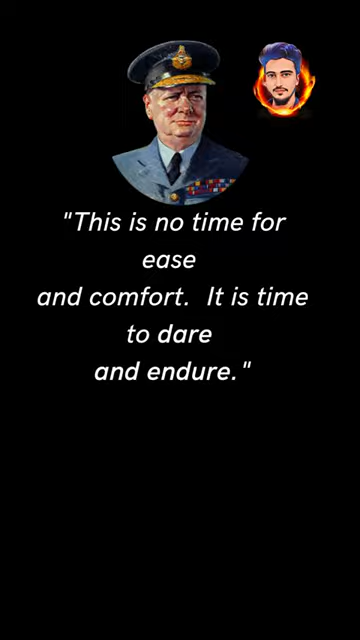 "This is no time for
ease
and comfort. It is time
to dare
and endure."